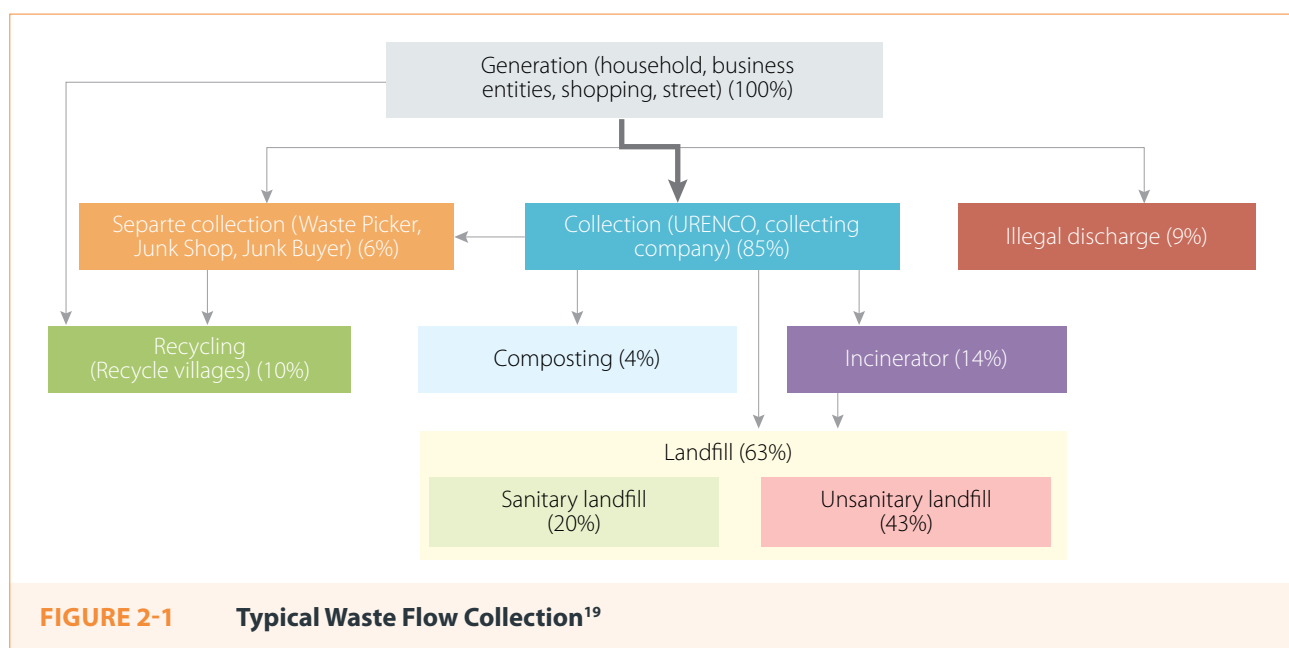 Generation (household, business
entities, shopping, street) (100%)
Separte collection (Waste Picker,
Junk Shop, Junk Buyer) (6%)
Collection (URENCO, collecting
company) (85%)
Illegal discharge (9%)
Recycling
(Recycle villages) (10%)
Composting (4%)
Incinerator (14%)
Landfill (63%)
Sanitary landfill
(20%)
Unsanitary landfill
(43%)
FIGURE 2-1 Typical Waste Flow Collection¹⁹